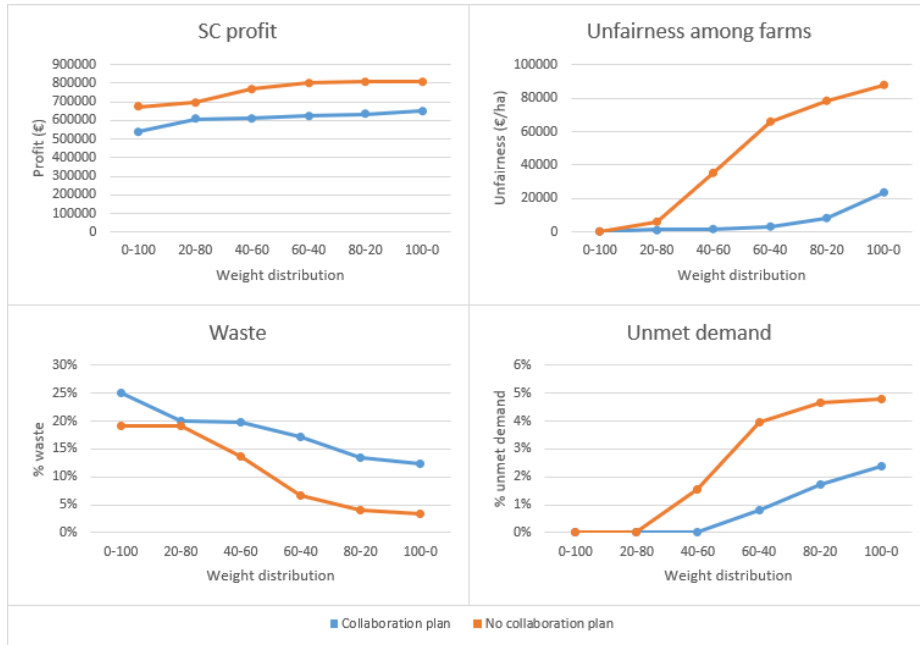 SC profit
900000
800000
700000
600000
500000
400000
300000
200000
100000
0
Profit (€)
0-100 20-80 40-60 60-40 80-20 100-0
Weight distribution
Unfairness among farms
100000
80000
60000
40000
20000
0
Unfairness (€/ha)
0-100 20-80 40-60 60-40 80-20 100-0
Weight distribution
Waste
30%
25%
20%
15%
10%
5%
0%
% waste
0-100 20-80 40-60 60-40 80-20 100-0
Weight distribution
Unmet demand
6%
5%
4%
3%
2%
1%
0%
% unmet demand
0-100 20-80 40-60 60-40 80-20 100-0
Weight distribution
Collaboration plan No collaboration plan